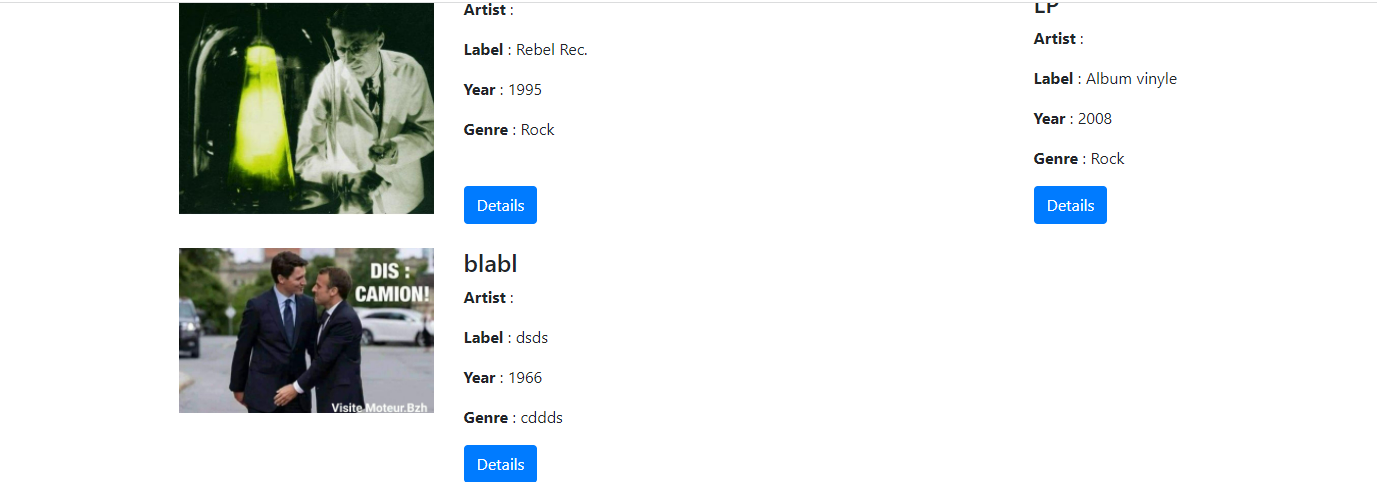 Artist :
Label : Rebel Rec.
Year : 1995
Genre : Rock
Details
LP
Artist :
Label : Album vinyle
Year : 2008
Genre : Rock
Details
DIS :
CAMION!
Visite Moteur.Bzh
blabl
Artist :
Label : dsds
Year : 1966
Genre : cddds
Details